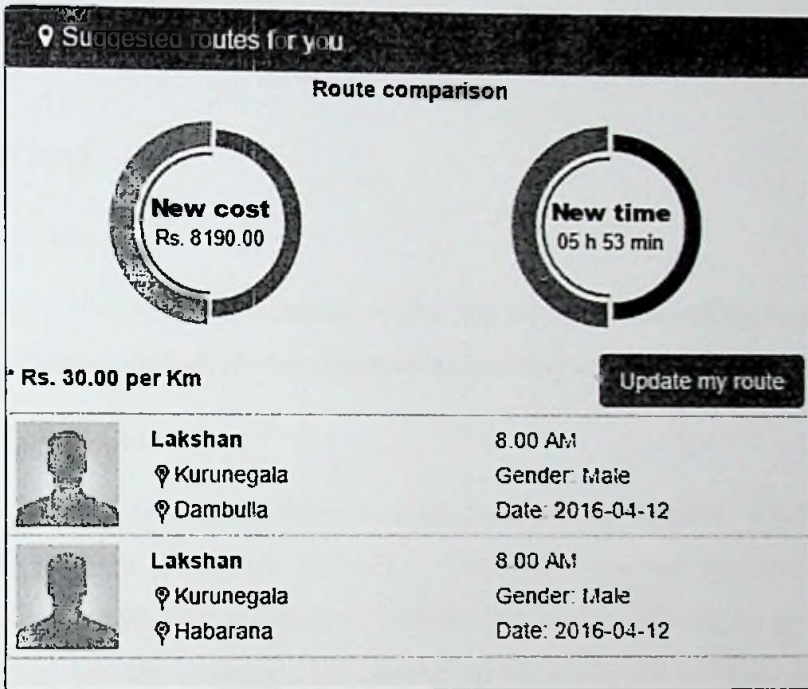 Suggested routes for you
Route comparison
New cost
Rs. 8190.00
New time
05 h 53 min
* Rs. 30.00 per Km
Update my route
Lakshan
8.00 AM
Kurunegala
Gender: Male
Dambulla
Date: 2016-04-12
Lakshan
8.00 AM
Kurunegala
Gender: Male
Habarana
Date: 2016-04-12